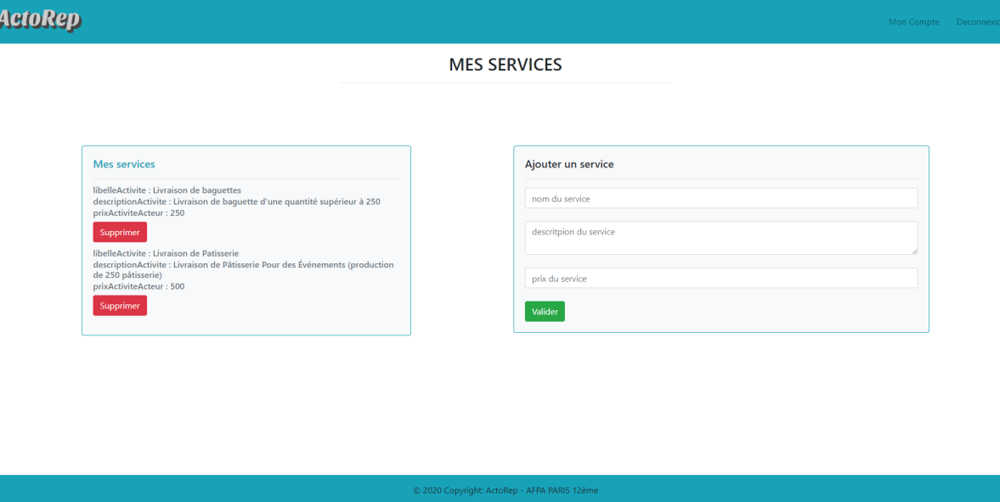 ActoRep
Mon Compte
MES SERVICES
Mes services
libelleActivite : Livraison de baguettes
descriptionActivite : Livraison de baguette d'une quantité supérieur à 250
prixActiviteActeur : 250
Supprimer
libelleActivite : Livraison de Patisserie
descriptionActivite : Livraison de Pâtisserie Pour des Événements (production
de 250 pâtisserie)
prixActiviteActeur : 500
Supprimer
Ajouter un service
nom du service
descritpion du service
prix du service
Valider
© 2020 Copyright: ActoRep - AFPA PARIS 12ème